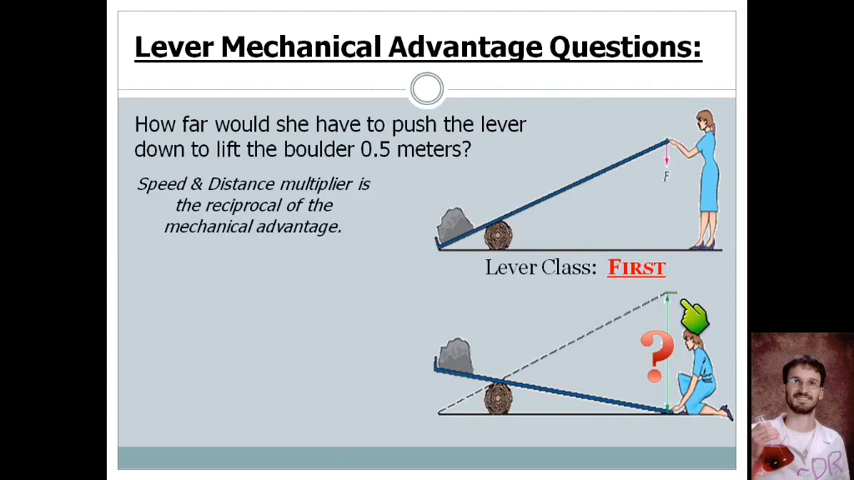 Lever Mechanical Advantage Questions:
How far would she have to push the lever
down to lift the boulder 0.5 meters?
Speed & Distance multiplier is
the reciprocal of the
mechanical advantage.
F
Lever Class: FIRST
?
~DR